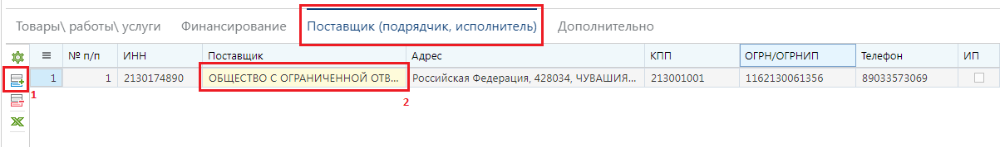 Товары\ работы\ услуги Финансирование Поставщик (подрядчик, исполнитель) Дополнительно
№ п/п ИНН Поставщик Адрес КПП ОГРН/ОГРНИП Телефон ИП
1 1 2130174890 ОБЩЕСТВО С ОГРАНИЧЕННОЙ ОТВ... Российская Федерация, 428034, ЧУВАШИЯ... 213001001 1162130061356 89033573069
1
2